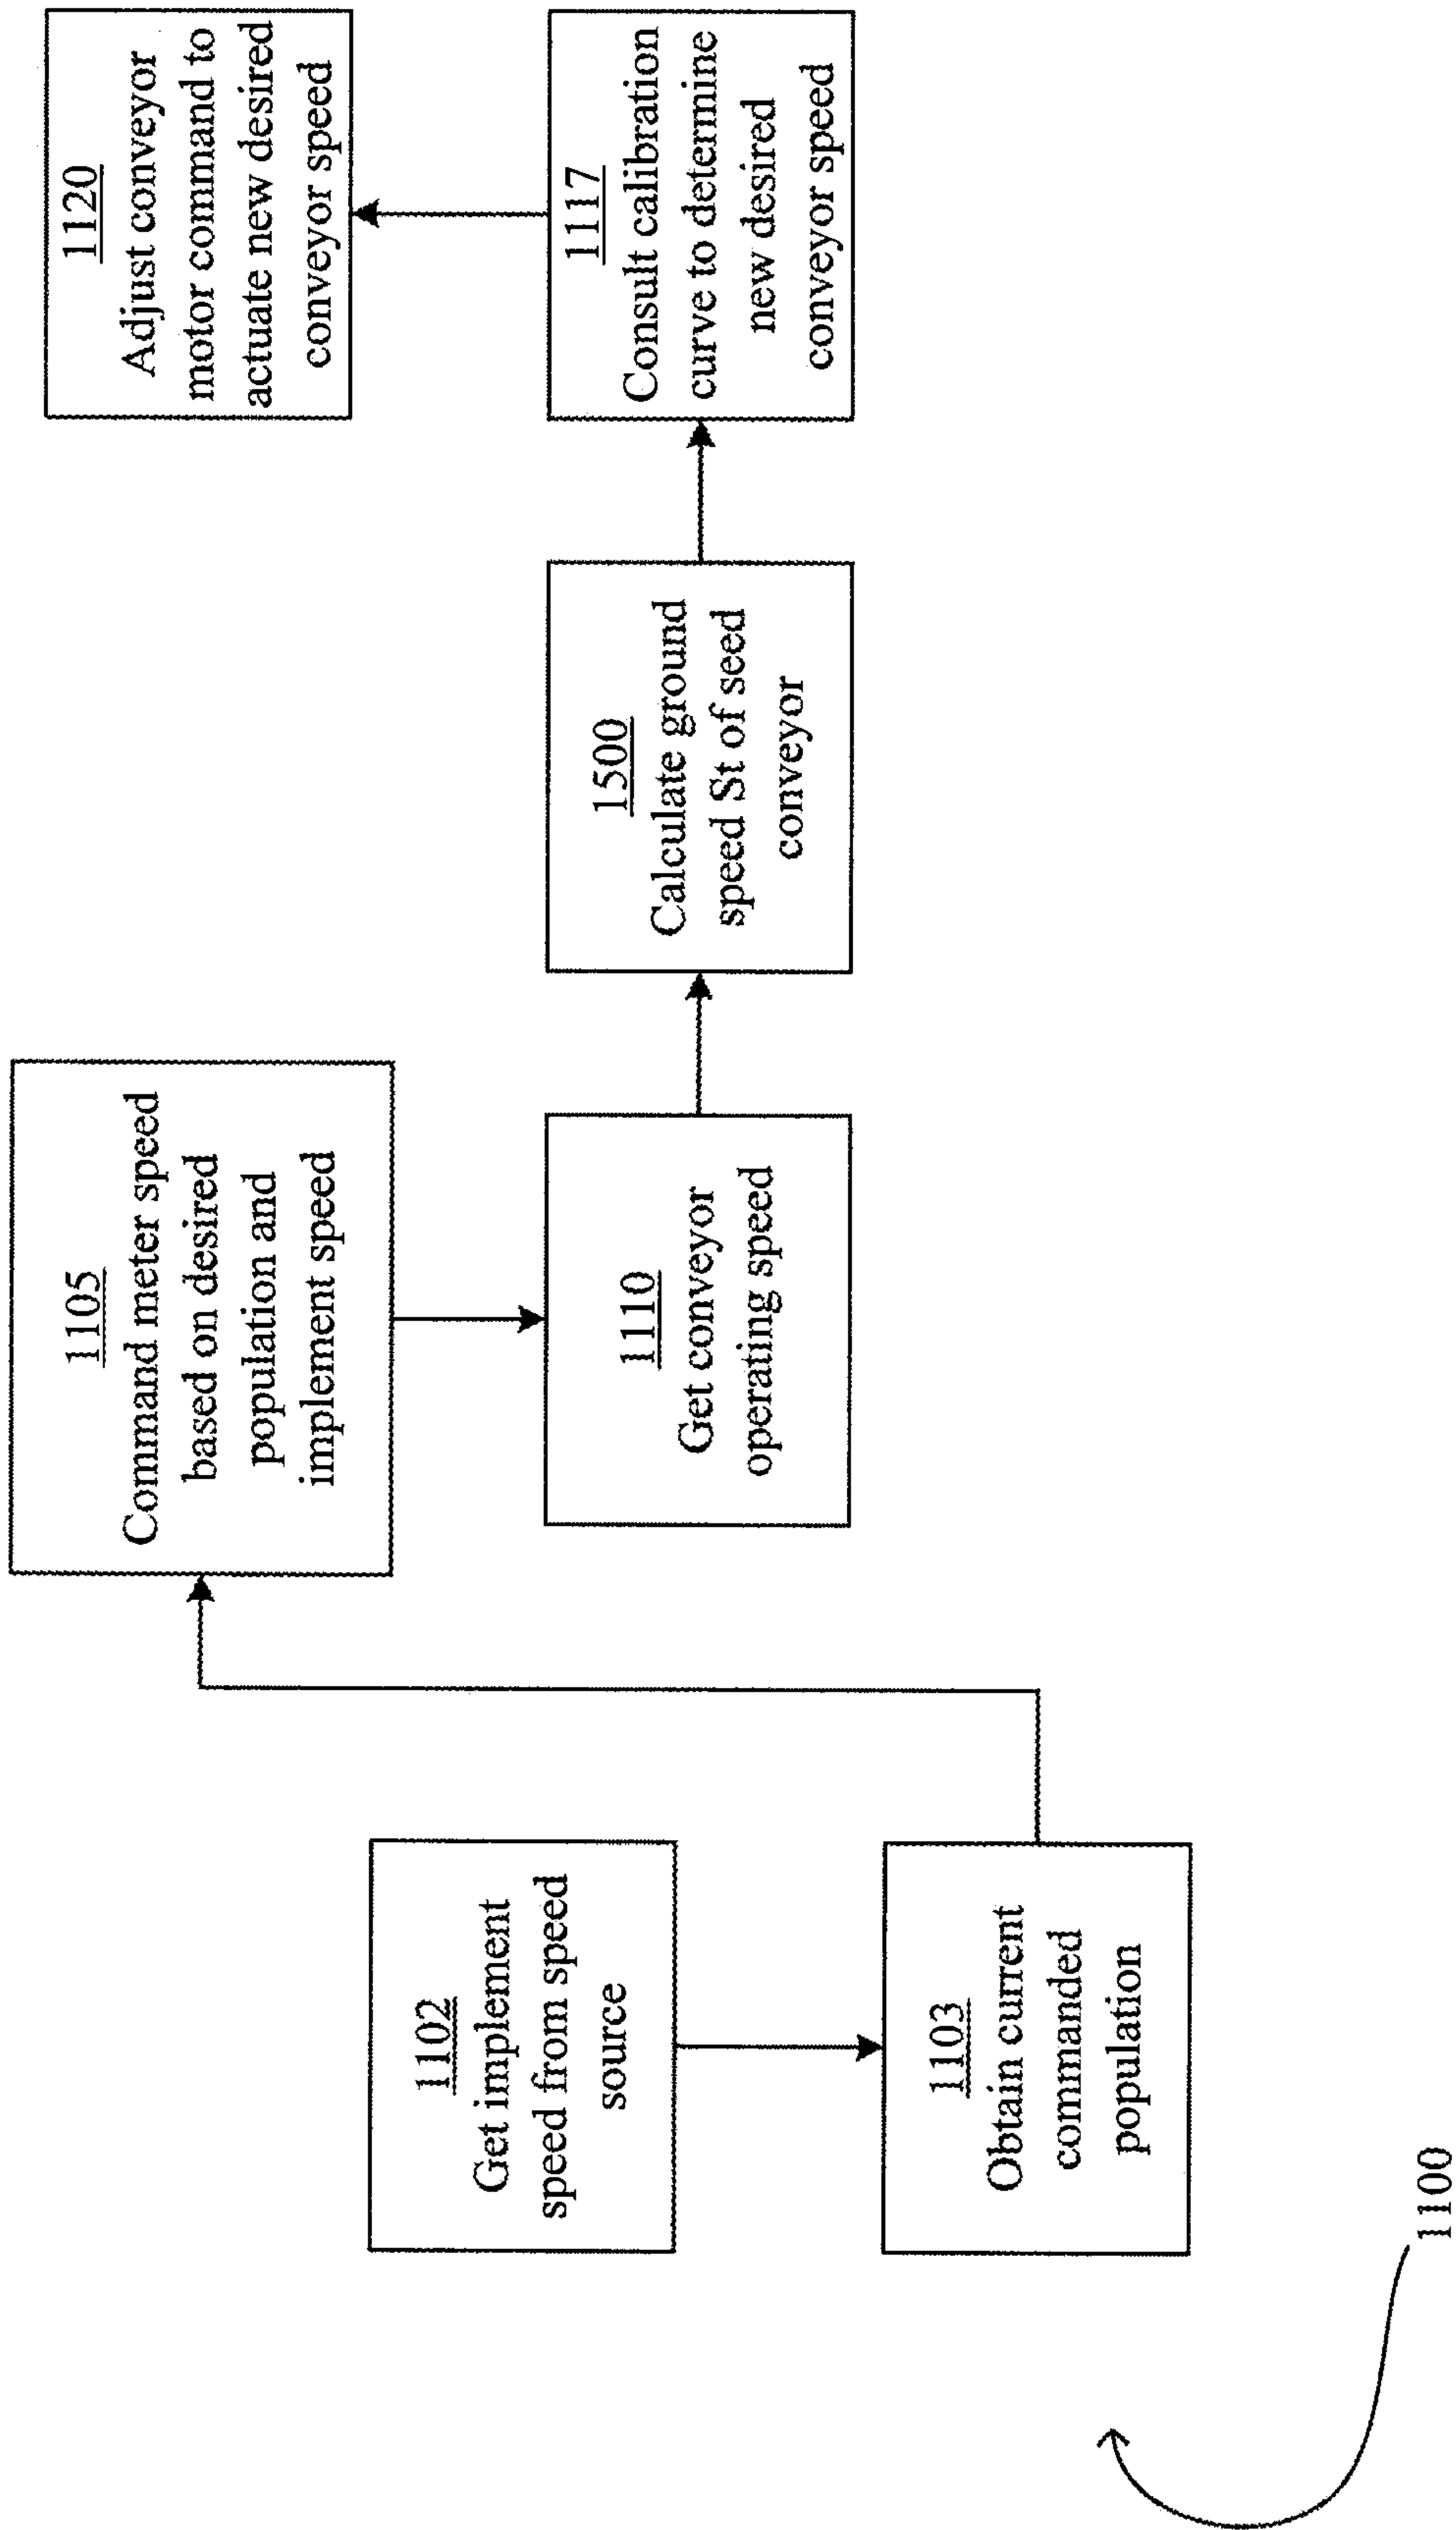 1102
Get implement
speed from speed
source
1103
Obtain current
commanded
population
1105
Command meter speed
based on desired
population and
implement speed
1110
Get conveyor
operating speed
1500
Calculate ground
speed St of seed
conveyor
1117
Consult calibration
curve to determine
new desired
conveyor speed
1120
Adjust conveyor
motor command to
actuate new desired
conveyor speed
1100